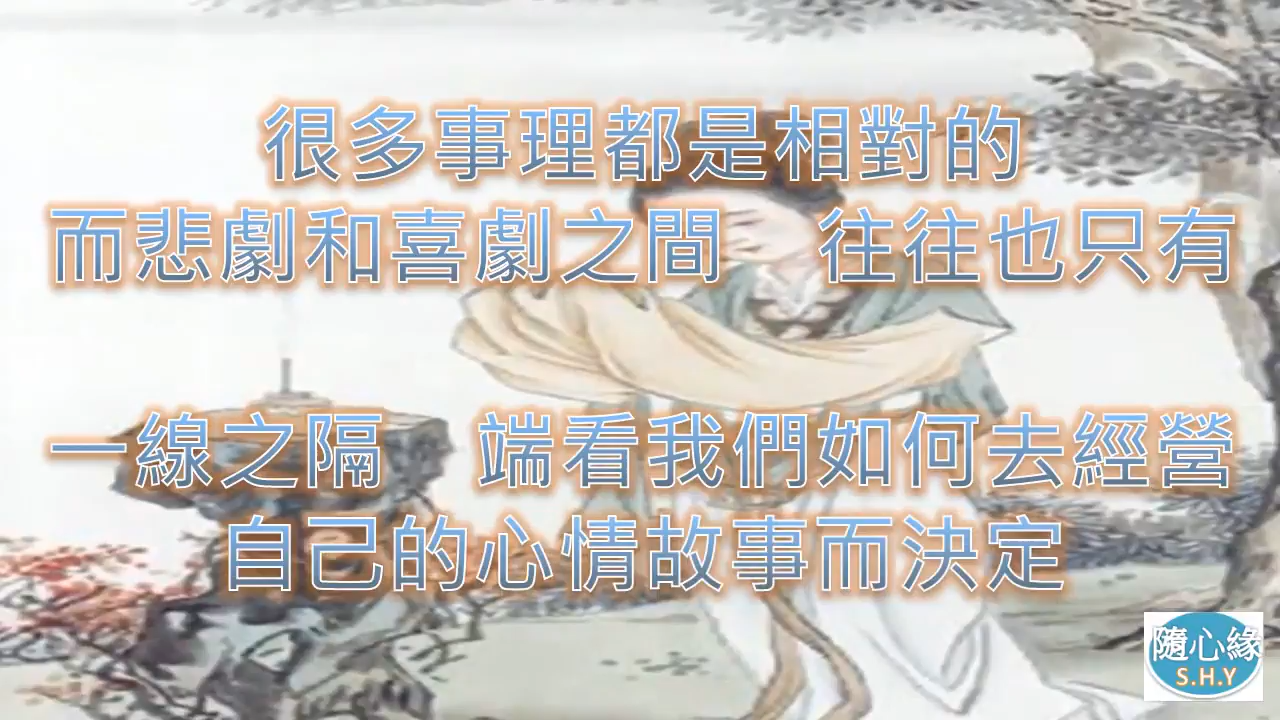 很多事理都是相對的
而悲劇和喜劇之間　往往也只有
一線之隔　端看我們如何去經營
自己的心情故事而決定
隨心緣
S.H.Y